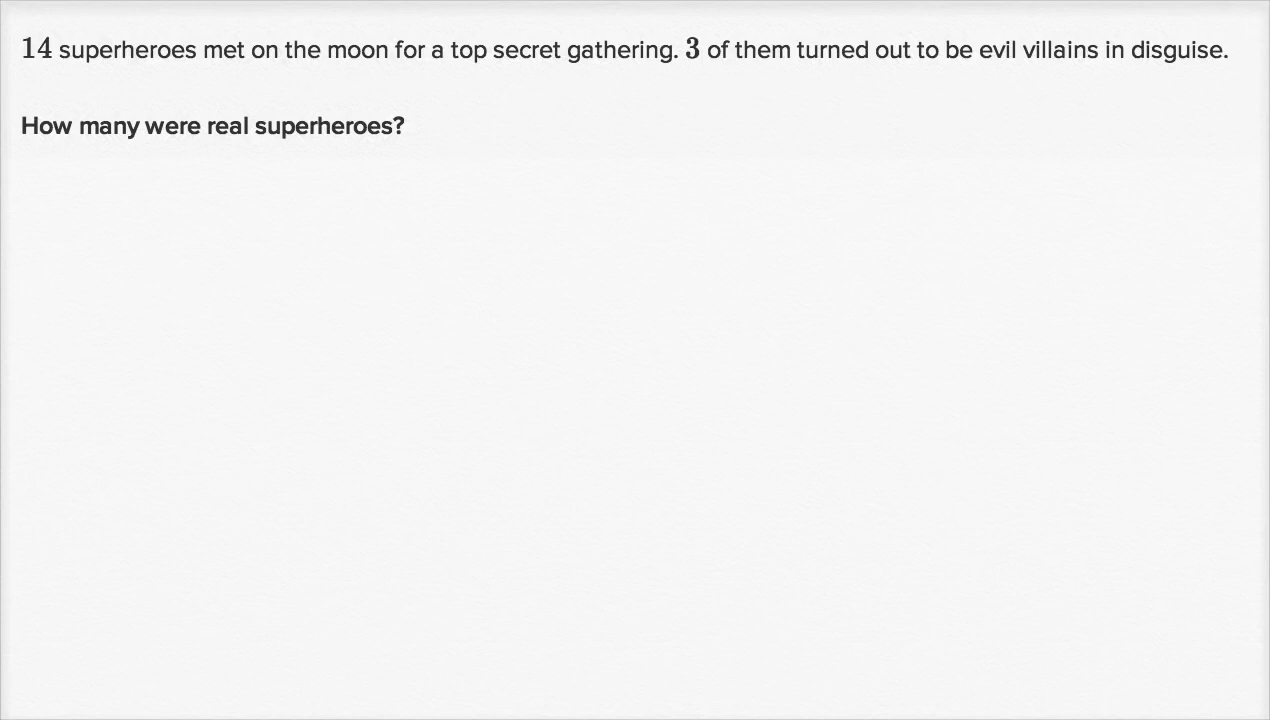 14 superheroes met on the moon for a top secret gathering. 3 of them turned out to be evil villains in disguise.
How many were real superheroes?